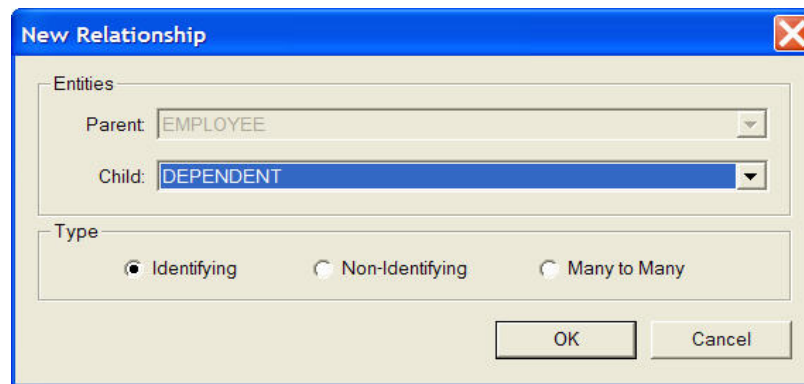 New Relationship
Entities
Parent: EMPLOYEE
Child: DEPENDENT
Type
Identifying Non-Identifying Many to Many
OK Cancel